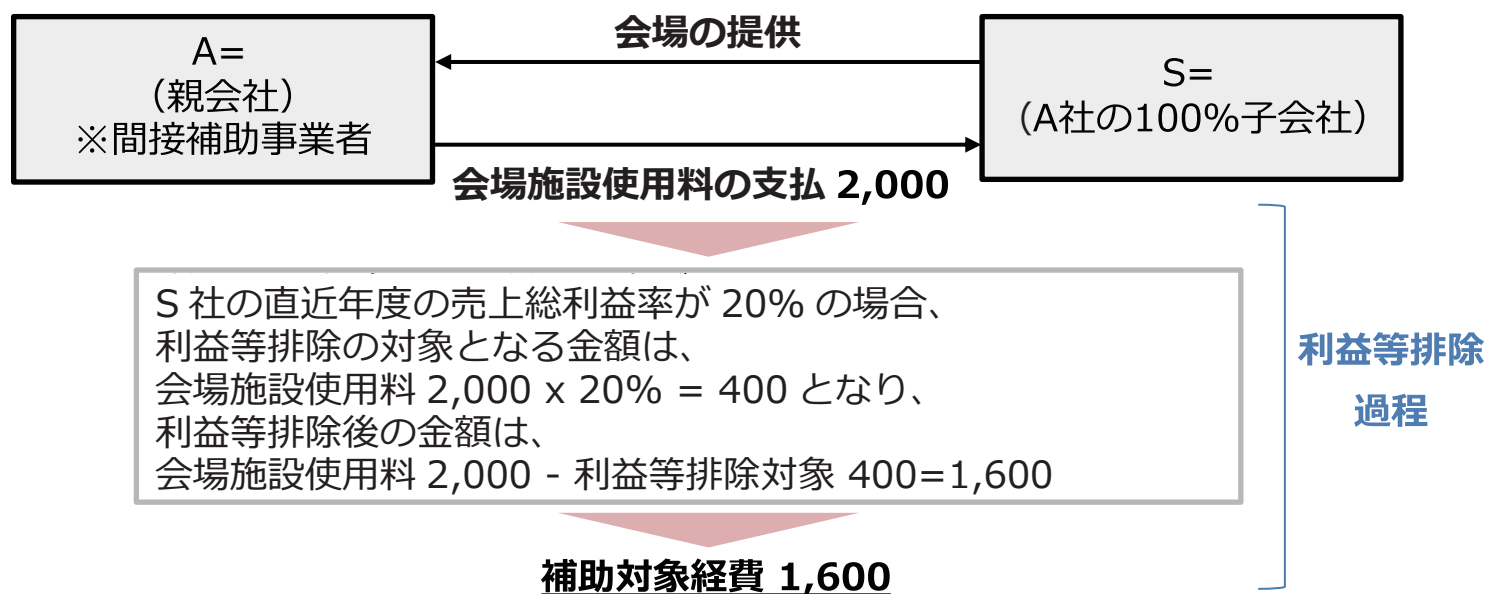 会場の提供
A=
（親会社）
※間接補助事業者
S=
（A社の100%子会社）
会場施設使用料の支払 2,000
S 社の直近年度の売上総利益率が 20% の場合、
利益等排除の対象となる金額は、
会場施設使用料 2,000 x 20% = 400 となり、
利益等排除後の金額は、
会場施設使用料 2,000 - 利益等排除対象 400=1,600
利益等排除
過程
補助対象経費 1,600